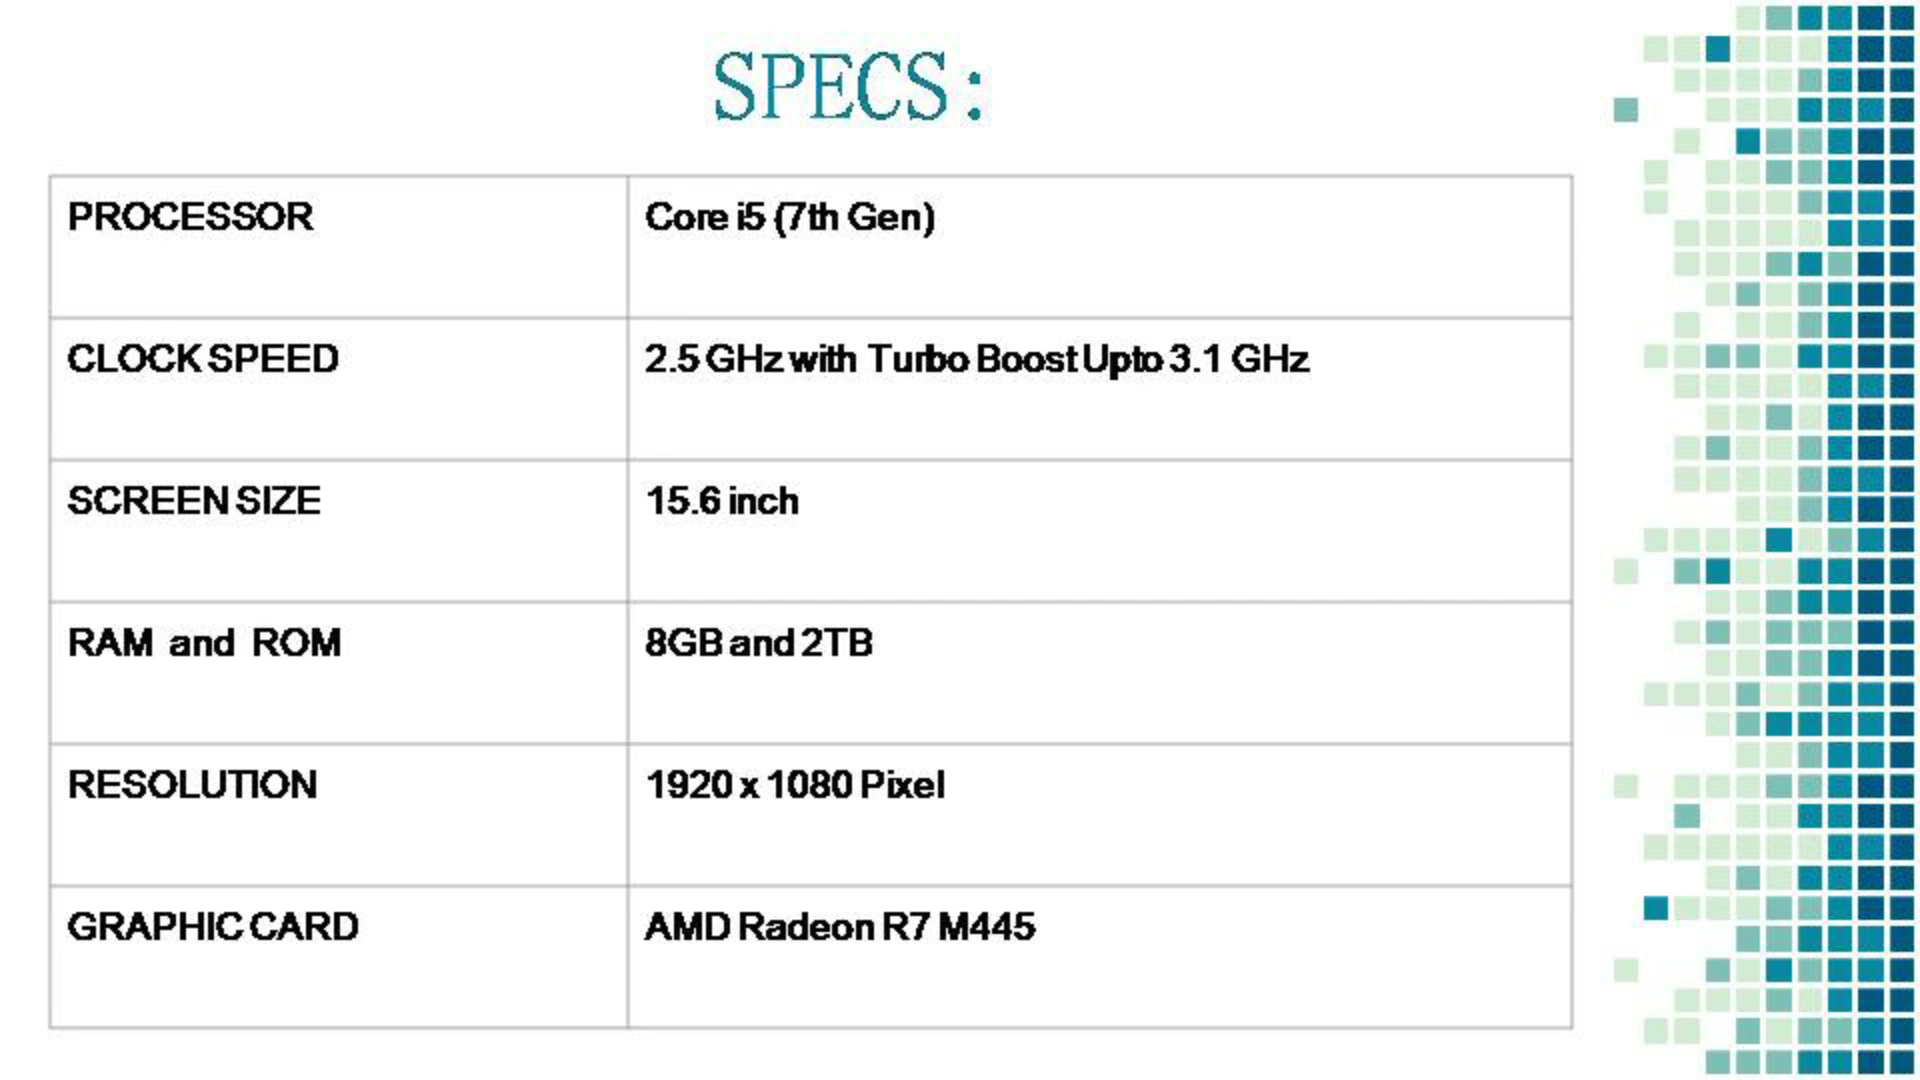 SPECS:
PROCESSOR
Core i5 (7th Gen)
CLOCK SPEED
2.5 GHz with Turbo Boost Upto 3.1 GHz
SCREEN SIZE
15.6 inch
RAM and ROM
8GB and 2TB
RESOLUTION
1920 x 1080 Pixel
GRAPHIC CARD
AMD Radeon R7 M445